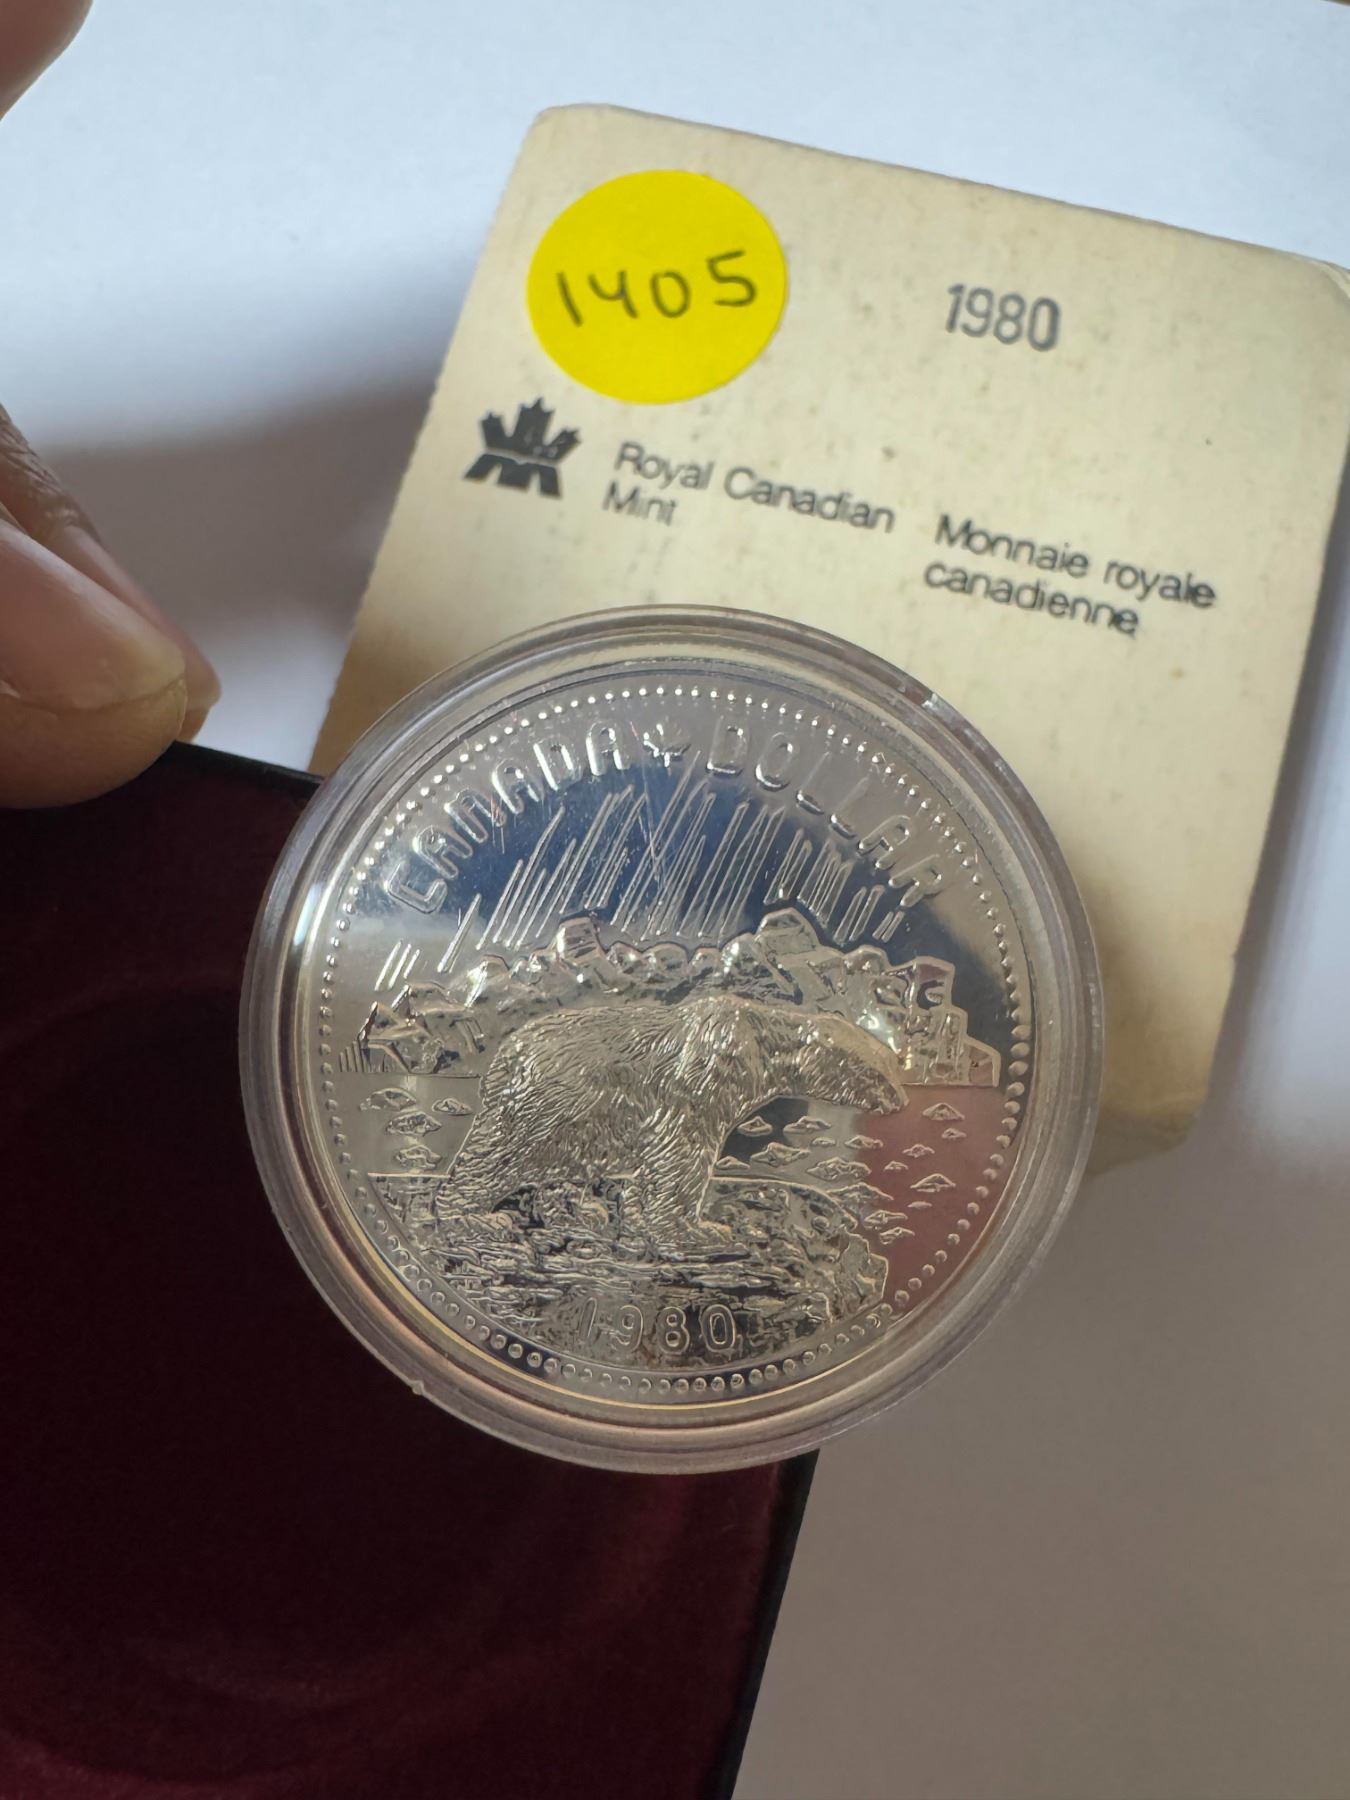 1405
1980
Royal Canadian
Mint
Monnaie royale
canadienne
CANADA DOLLAR
1980